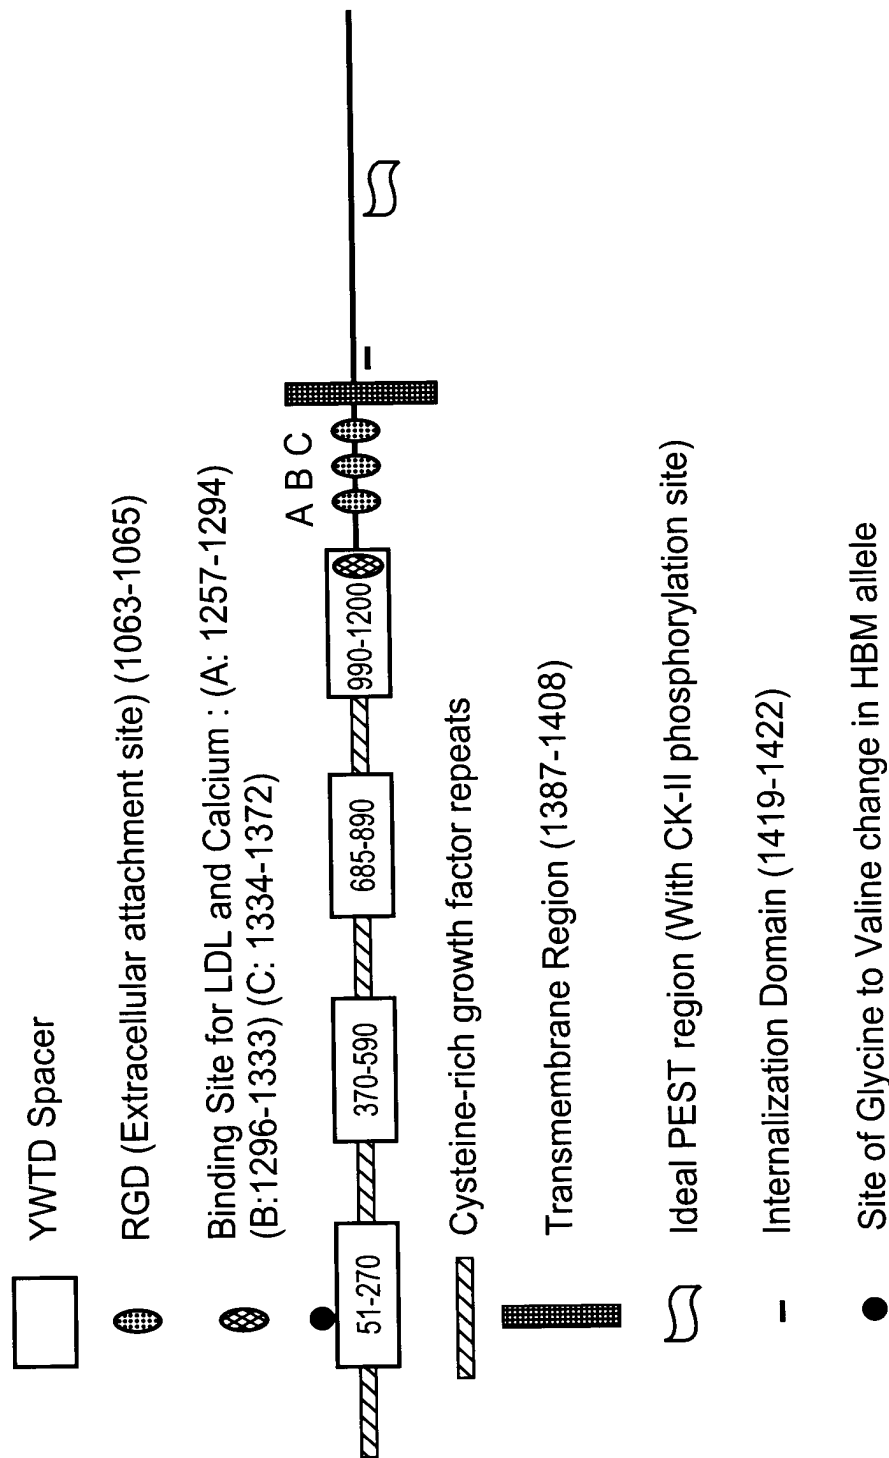 YWTD Spacer
RGD (Extracellular attachment site) (1063-1065)
Binding Site for LDL and Calcium : (A: 1257-1294)
(B:1296-1333) (C: 1334-1372)
A B C
51-270
370-590
685-890
990-1200
Cysteine-rich growth factor repeats
Transmembrane Region (1387-1408)
Ideal PEST region (With CK-II phosphorylation site)
Internalization Domain (1419-1422)
Site of Glycine to Valine change in HBM allele